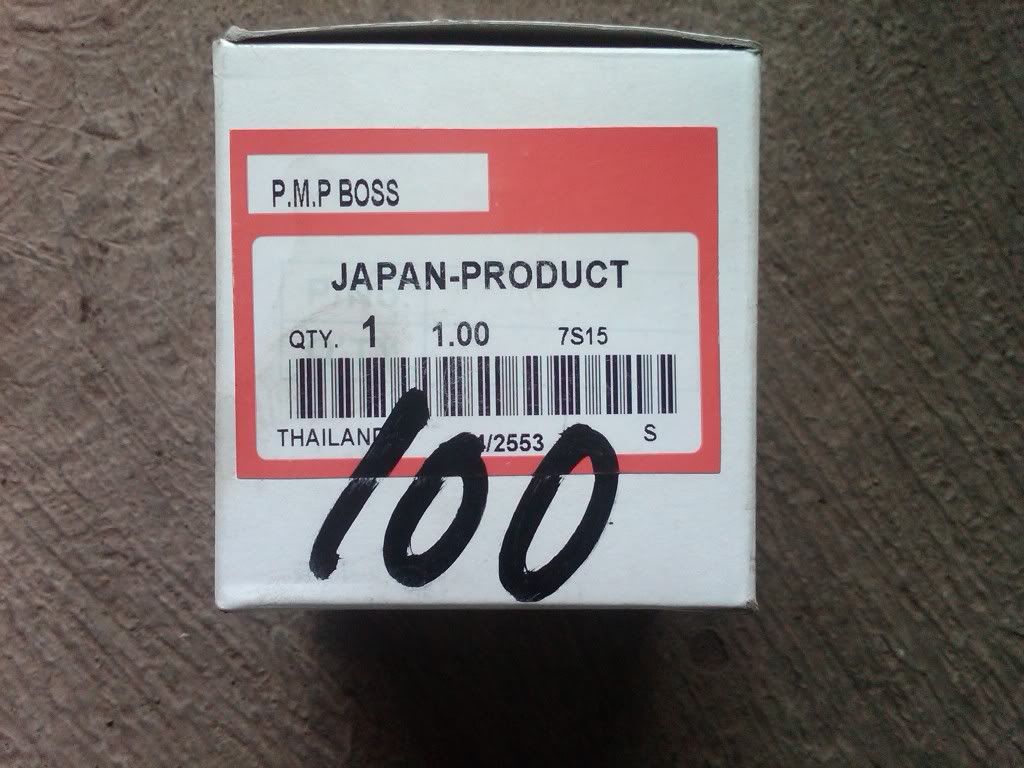 P.M.P BOSS
JAPAN-PRODUCT
QTY. 1 1.00 7S15
THAILAND /2553 S
100